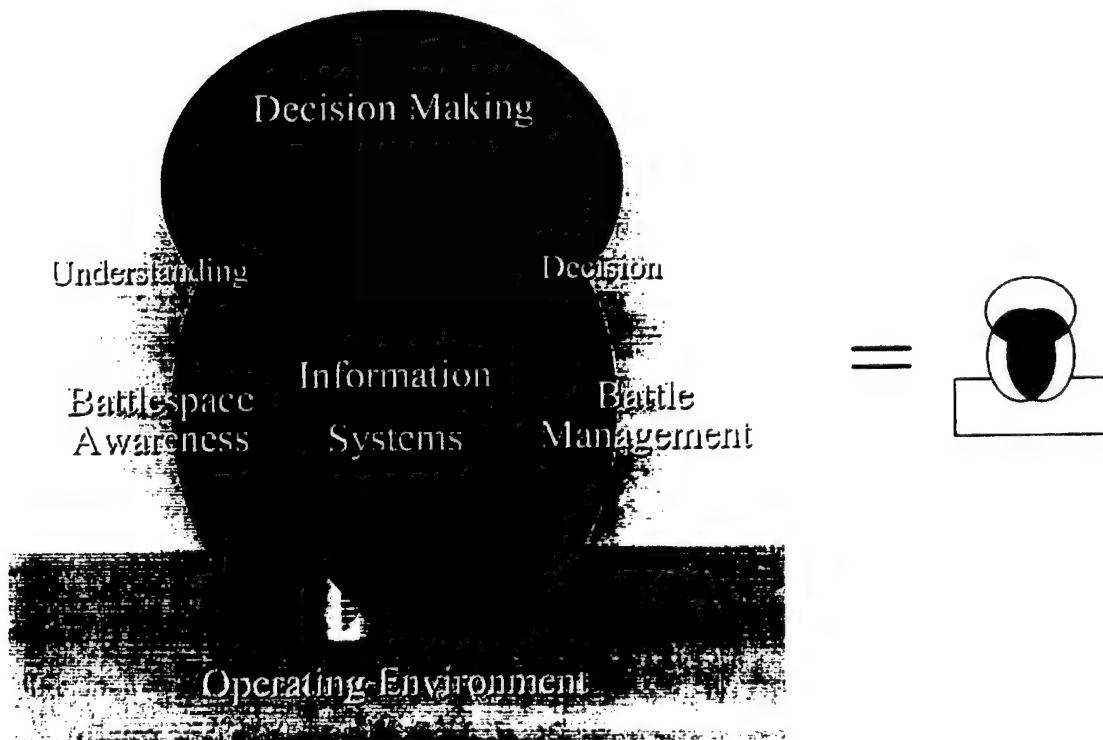 Decision Making
Understanding
Decision
Information
Systems
Battlespace
Awareness
Battle
Management
=
Operating Environment